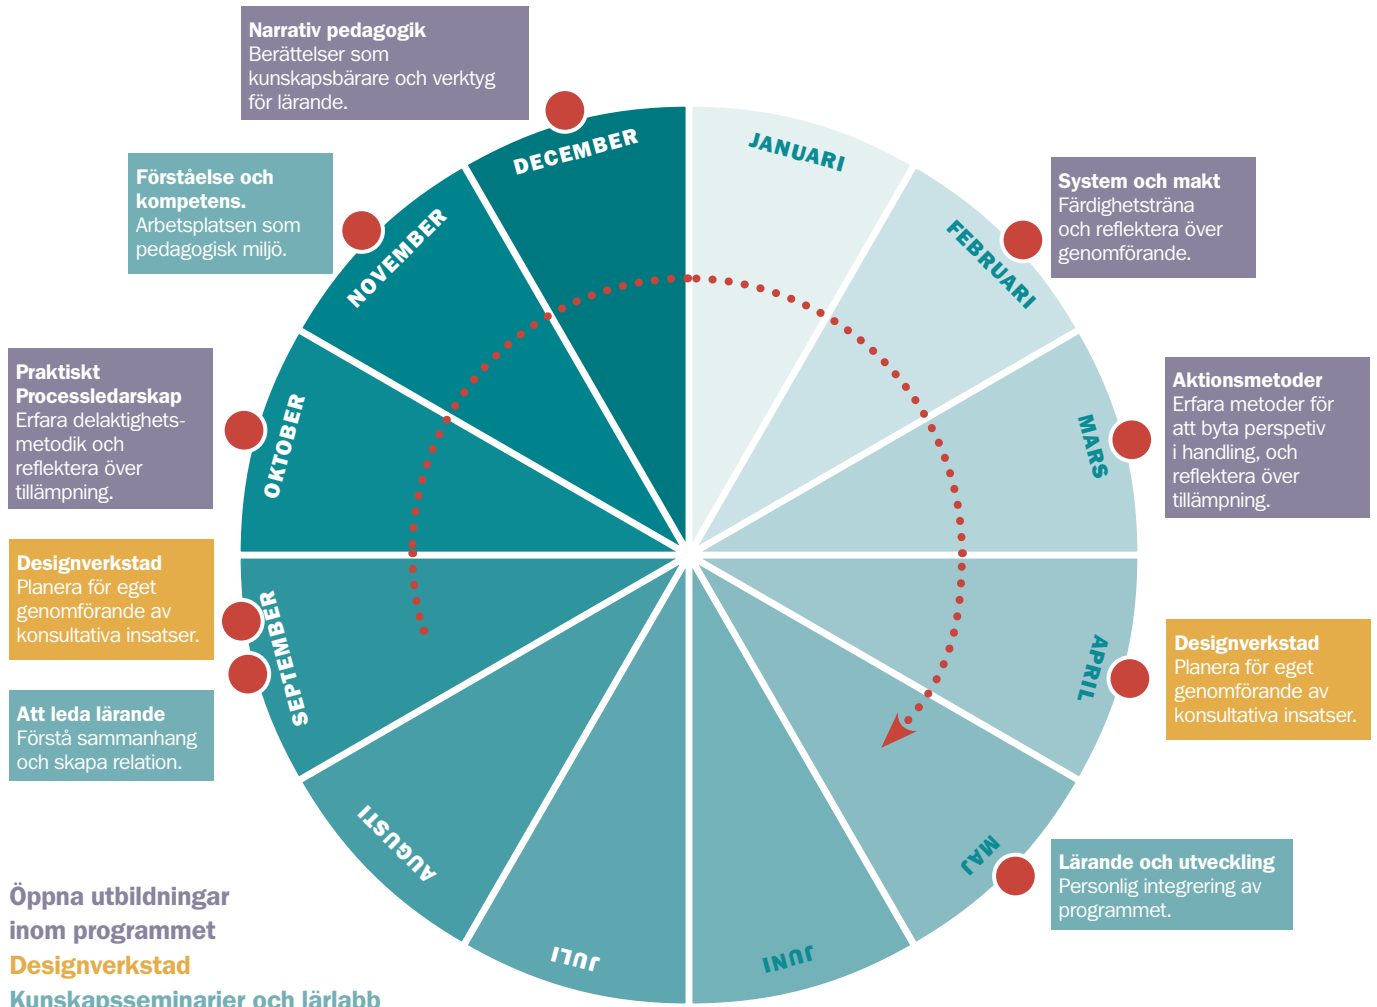 Narrativ pedagogik
Berättelser som
kunskapsbärare och verktyg
för lärande.
DECEMBER
JANUARI
Förståelse och
kompetens.
Arbetsplatsen som
pedagogisk miljö.
NOVEMBER
FEBRUARI
System och makt
Färdighetsträna
och reflektera över
genomförande.
Praktiskt
Processledarskap
Erfara delaktighets-
metodik och
reflektera över
tillämpning.
OKTOBER
MARS
Aktionsmetoder
Erfara metoder för
att byta perspetiv
i handling, och
reflektera över
tillämpning.
Designverkstad
Planera för eget
genomförande av
konsultativa insatser.
SEPTEMBER
APRIL
Designverkstad
Planera för eget
genomförande av
konsultativa insatser.
Att leda lärande
Förstå sammanhang
och skapa relation.
AUGUSTI
MAJ
Lärande och utveckling
Personlig integrering av
programmet.
JULI
JUNI
Öppna utbildningar
inom programmet
Designverkstad
Kunskapsseminarier och lärlabb